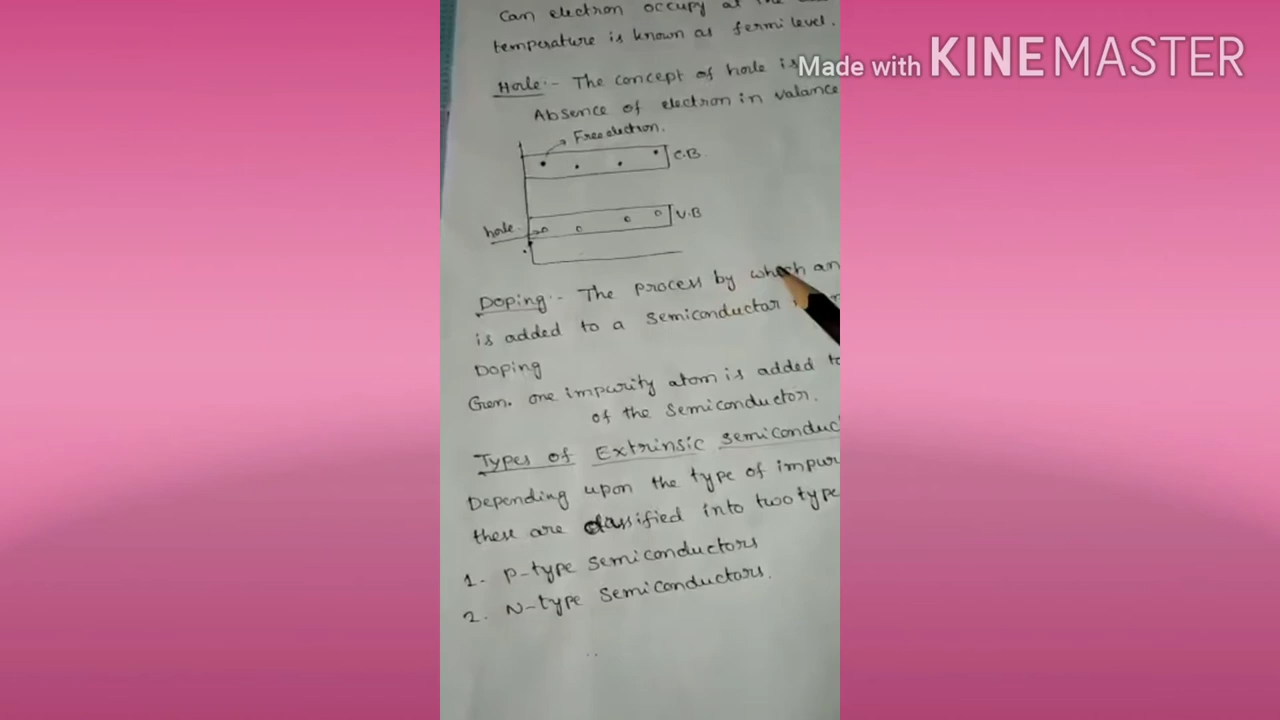 Can electron occupy at the
temperature is known as fermi level.
Made with KINEMASTER
Hole:- The concept of hole is
Absence of electron in valance
Free electron.
C.B
hole
V.B
Doping:- The process by which an
is added to a semiconductor
Doping
Gen. one impurity atom is added to
of the semiconductor.
Types of Extrinsic semiconduc
Depending upon the type of impur
these are classified into two type
1. P-type semiconductors
2. N-type semiconductors.